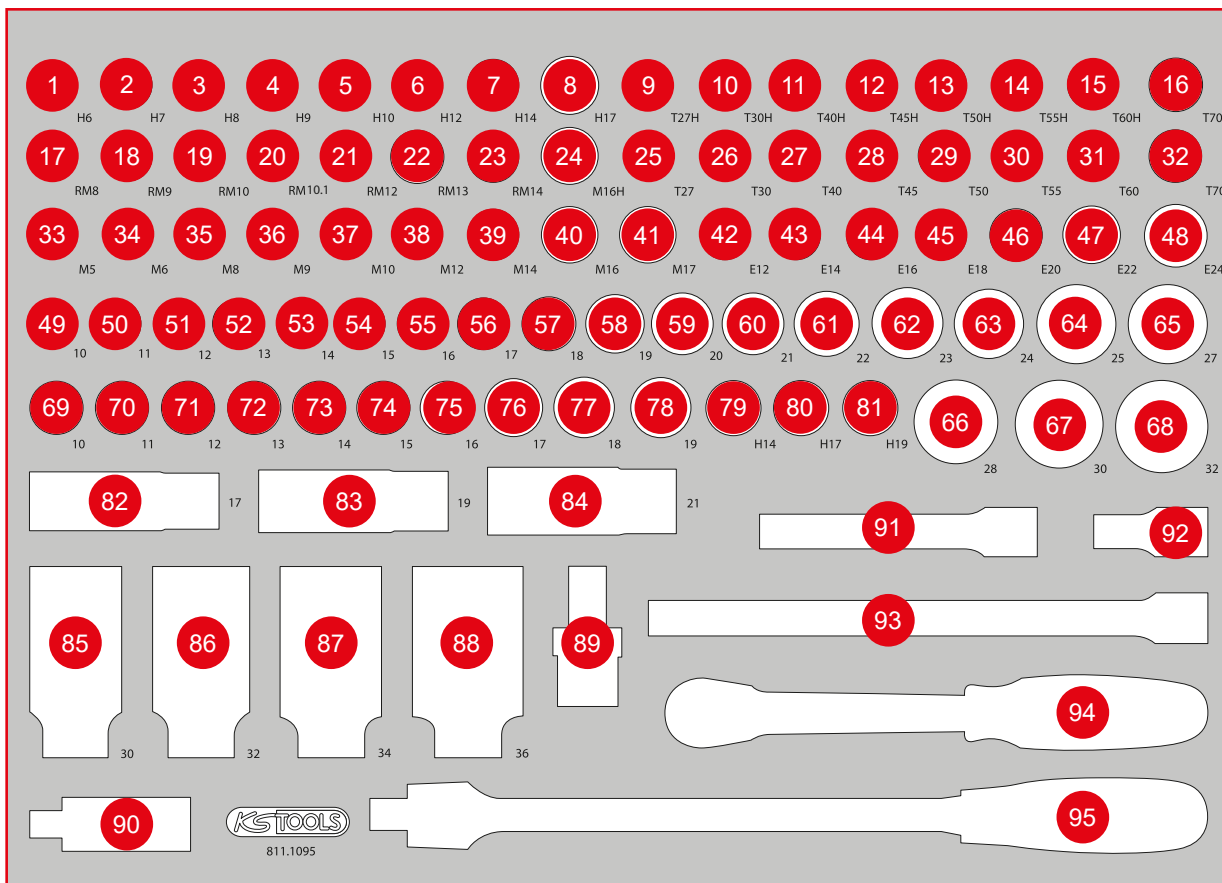 1 2 3 4 5 6 7 8 9 10 11 12 13 14 15 16
H6 H7 H8 H9 H10 H12 H14 H17 T27H T30H T40H T45H T50H T55H T60H T70
17 18 19 20 21 22 23 24 25 26 27 28 29 30 31 32
RM8 RM9 RM10 RM10.1 RM12 RM13 RM14 M16H T27 T30 T40 T45 T50 T55 T60 T70
33 34 35 36 37 38 39 40 41 42 43 44 45 46 47 48
M5 M6 M8 M9 M10 M12 M14 M16 M17 E12 E14 E16 E18 E20 E22 E24
49 50 51 52 53 54 55 56 57 58 59 60 61 62 63 64 65
10 11 12 13 14 15 16 17 18 19 20 21 22 23 24 25 27
69 70 71 72 73 74 75 76 77 78 79 80 81 66 67 68
10 11 12 13 14 15 16 17 18 19 H14 H17 H19 28 30 32
82 17 83 19 84 21
91 92
85 86 87 88 89 93
30 32 34 36 94
90 KS TOOLS 95
811.1095